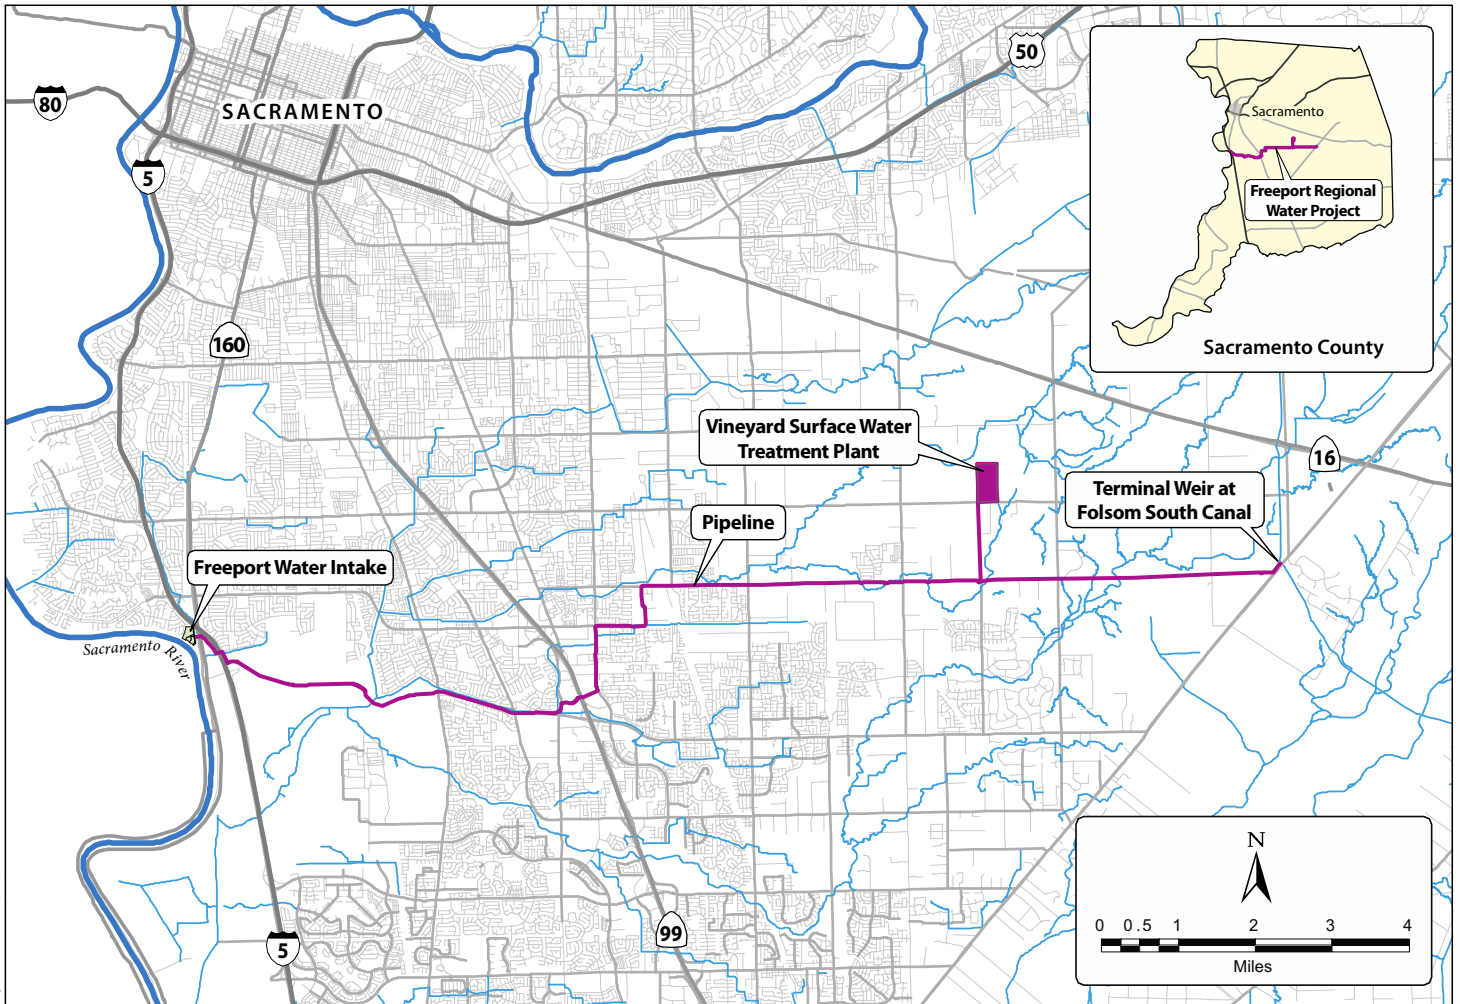 50
80
SACRAMENTO
Sacramento
5
Freeport Regional
Water Project
160
Sacramento County
Vineyard Surface Water
Treatment Plant
16
Terminal Weir at
Folsom South Canal
Pipeline
Freeport Water Intake
Sacramento River
N
0 0.5 1 2 3 4
Miles
99
5